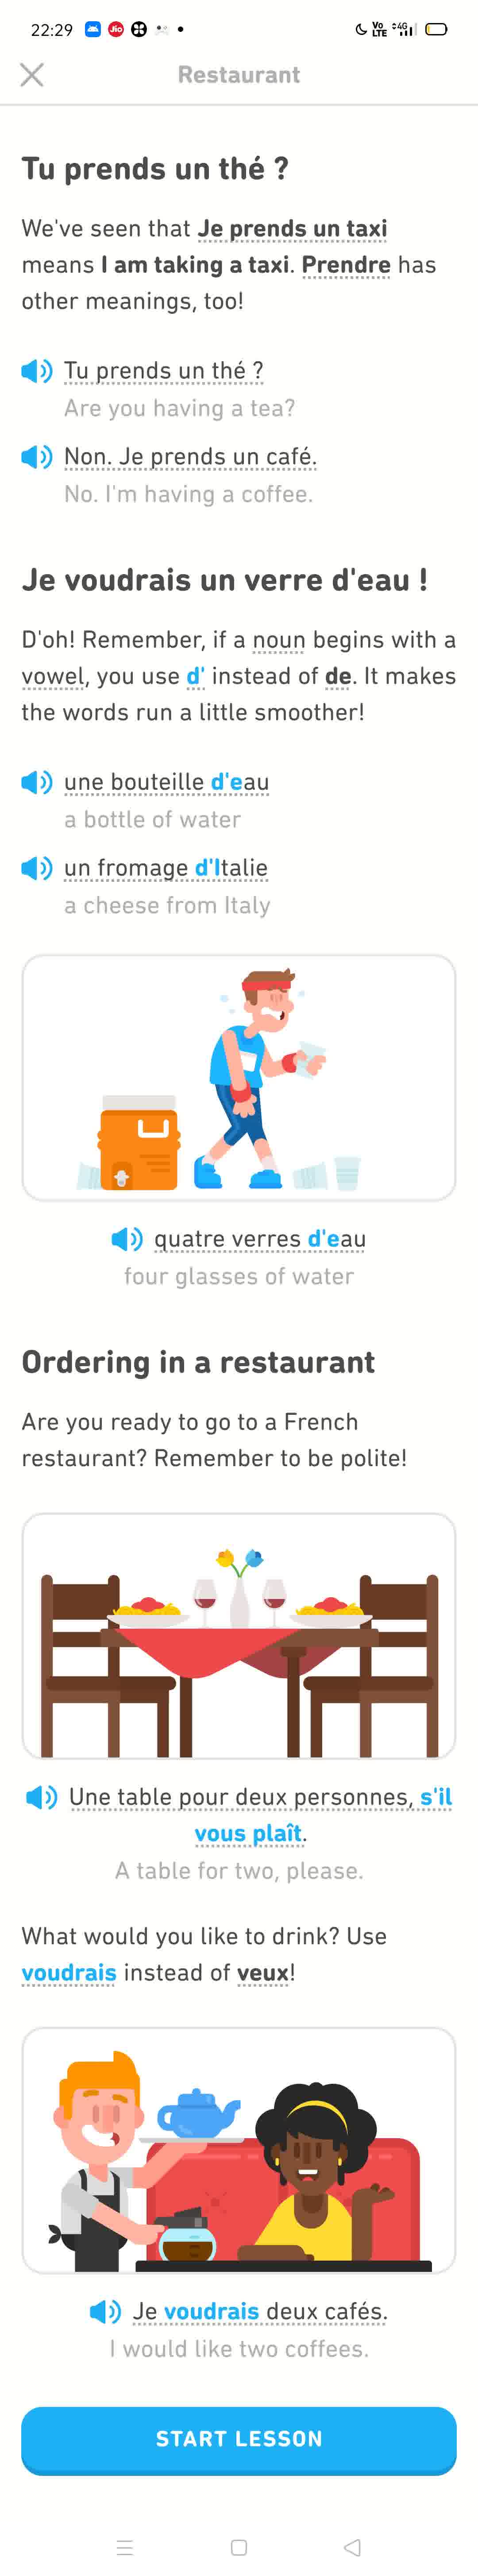 22:29
Jio
Vo LTE
4G
Restaurant
Tu prends un thé ?
We've seen that Je prends un taxi
means I am taking a taxi. Prendre has
other meanings, too!
Tu prends un thé ?
Are you having a tea?
Non. Je prends un café.
No. I'm having a coffee.
Je voudrais un verre d'eau !
D'oh! Remember, if a noun begins with a
vowel, you use d' instead of de. It makes
the words run a little smoother!
une bouteille d'eau
a bottle of water
un fromage d'Italie
a cheese from Italy
quatre verres d'eau
four glasses of water
Ordering in a restaurant
Are you ready to go to a French
restaurant? Remember to be polite!
Une table pour deux personnes, s'il
vous plaît.
A table for two, please.
What would you like to drink? Use
voudrais instead of veux!
Je voudrais deux cafés.
I would like two coffees.
START LESSON